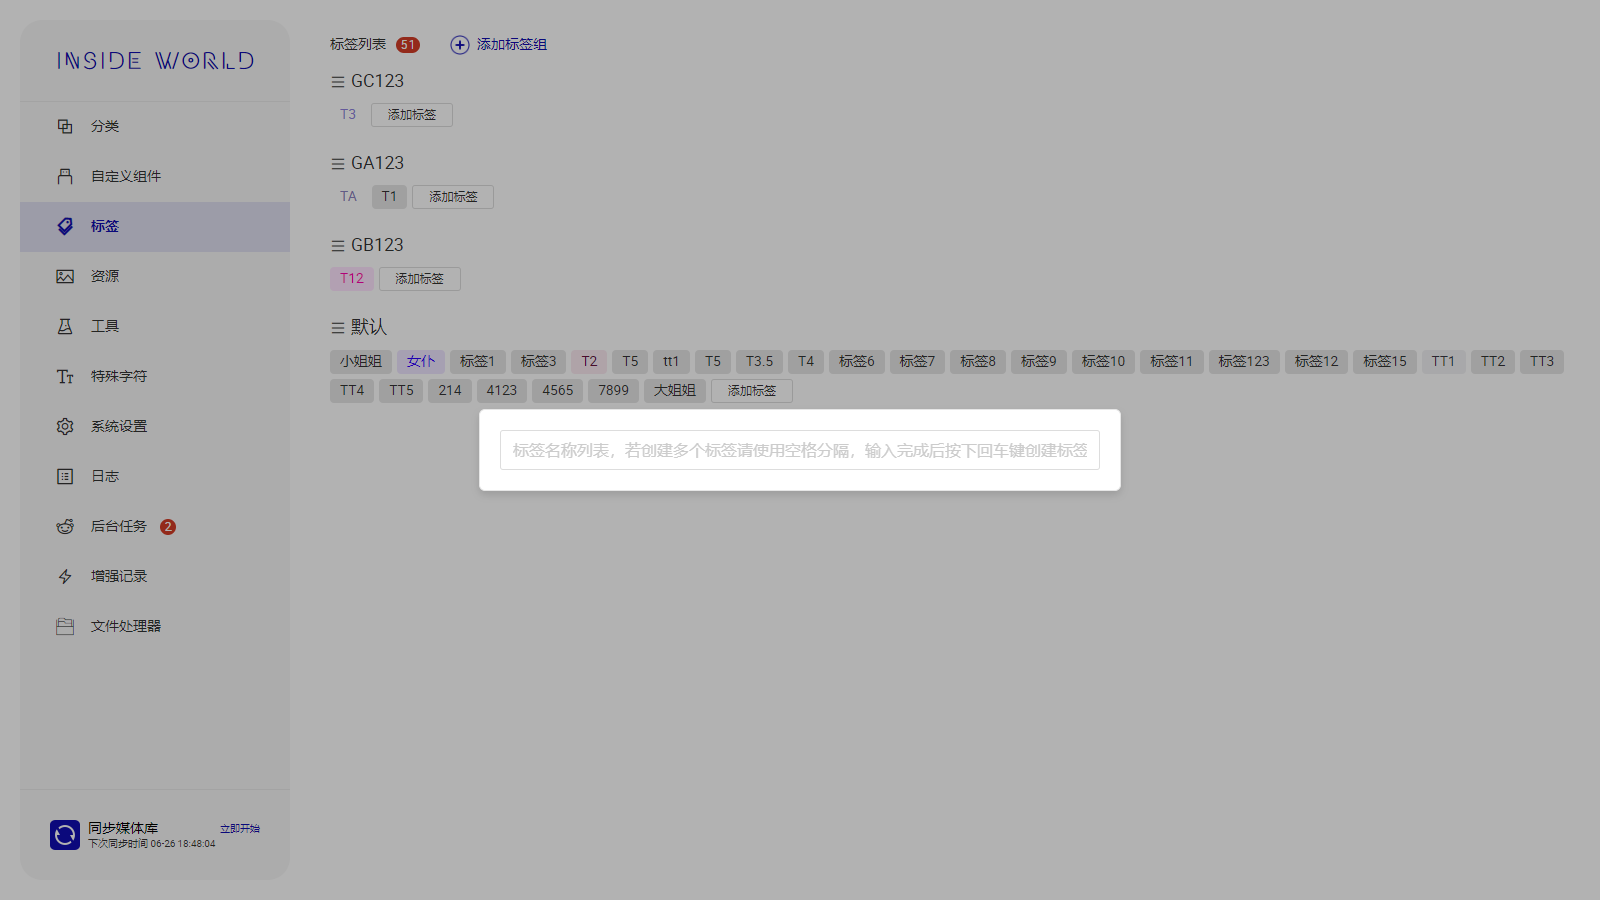 INSIDE WORLD
分类
自定义组件
标签
资源
工具
特殊字符
系统设置
日志
后台任务 2
增强记录
文件处理器
同步媒体库 立即开始
下次同步时间 06-26 18:48:04
标签列表 51 添加标签组
GC123
T3 添加标签
GA123
TA T1 添加标签
GB123
T12 添加标签
默认
小姐姐 女仆 标签1 标签3 T2 T5 tt1 T5 T3.5 T4 标签6 标签7 标签8 标签9 标签10 标签11 标签123 标签12 标签15 TT1 TT2 TT3
TT4 TT5 214 4123 4565 7899 大姐姐 添加标签
标签名称列表，若创建多个标签请使用空格分隔，输入完成后按下回车键创建标签